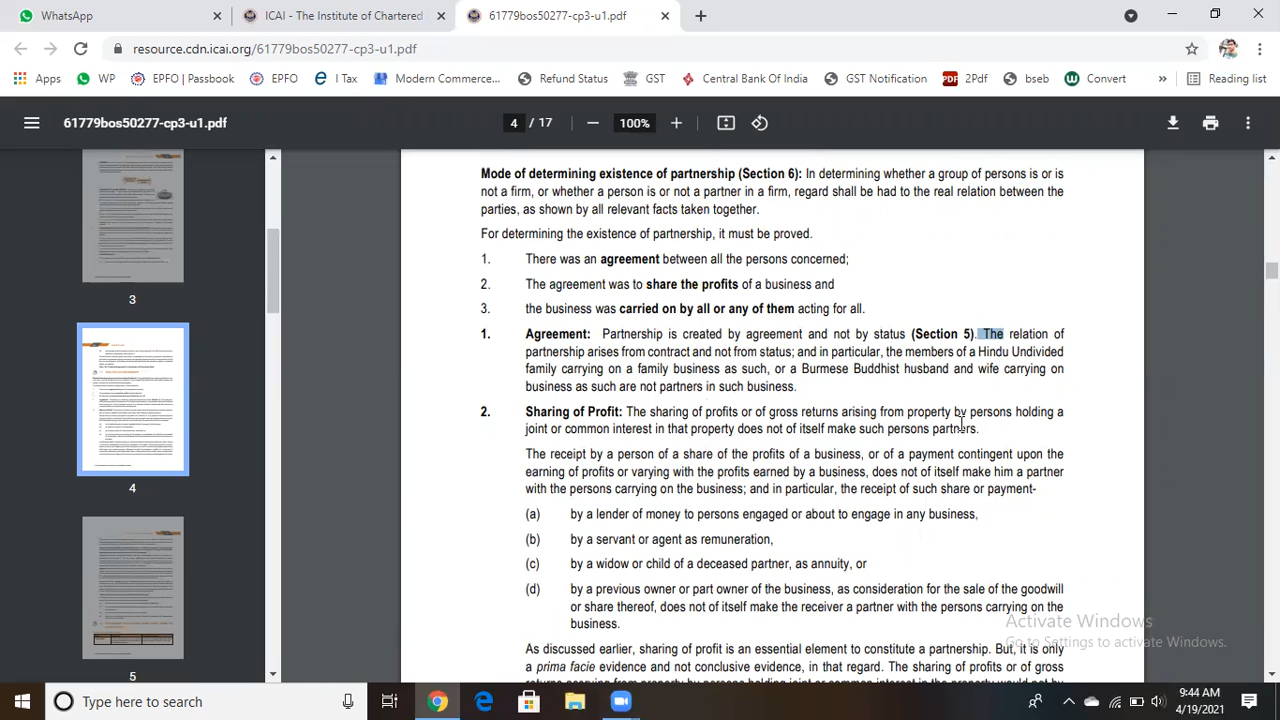 WhatsApp
ICAI - The Institute of Chartered
61779bos50277-cp3-u1.pdf
resource.cdn.icai.org/61779bos50277-cp3-u1.pdf
Apps
WP
EPFO | Passbook
EPFO
I Tax
Modern Commerce...
Refund Status
GST
Central Bank Of India
GST Notification
PDF
2Pdf
bseb
Convert
»
Reading list
61779bos50277-cp3-u1.pdf
4 / 17
100%
Mode of determining existence of partnership (Section 6): In determining whether a group of persons is or is
not a firm, or whether a person is or not a partner in a firm, regard shall be had to the real relation between the
parties, as shown by all relevant facts taken together.
For determining the existence of partnership, it must be proved.
1. There was an agreement between all the persons concerned;
2. The agreement was to share the profits of a business and
3. the business was carried on by all or any of them acting for all.
1. Agreement: Partnership is created by agreement and not by status (Section 5). The relation of
partnership arises from contract and not from status; and in particular, the members of a Hindu Undivided
family carrying on a family business as such, or a Burmese Buddhist husband and wife carrying on
business as such are not partners in such business.
2. Sharing of Profit: The sharing of profits or of gross returns arising from property by persons holding a
joint or common interest in that property does not of itself make such persons partners.
The receipt by a person of a share of the profits of a business, or of a payment contingent upon the
earning of profits or varying with the profits earned by a business, does not of itself make him a partner
with the persons carrying on the business; and in particular, the receipt of such share or payment-
(a) by a lender of money to persons engaged or about to engage in any business,
(b) by a servant or agent as remuneration,
(c) by a widow or child of a deceased partner, as annuity, or
(d) by a previous owner or part owner of the business, as consideration for the sale of the goodwill
or share thereof, does not of itself make the receiver a partner with the persons carrying on the
business.
As discussed earlier, sharing of profit is an essential element to constitute a partnership. But, it is only
a prima facie evidence and not conclusive evidence, in that regard. The sharing of profits or of gross
3
4
5
Activate Windows
Go to Settings to activate Windows.
Type here to search
9:44 AM
4/19/2021